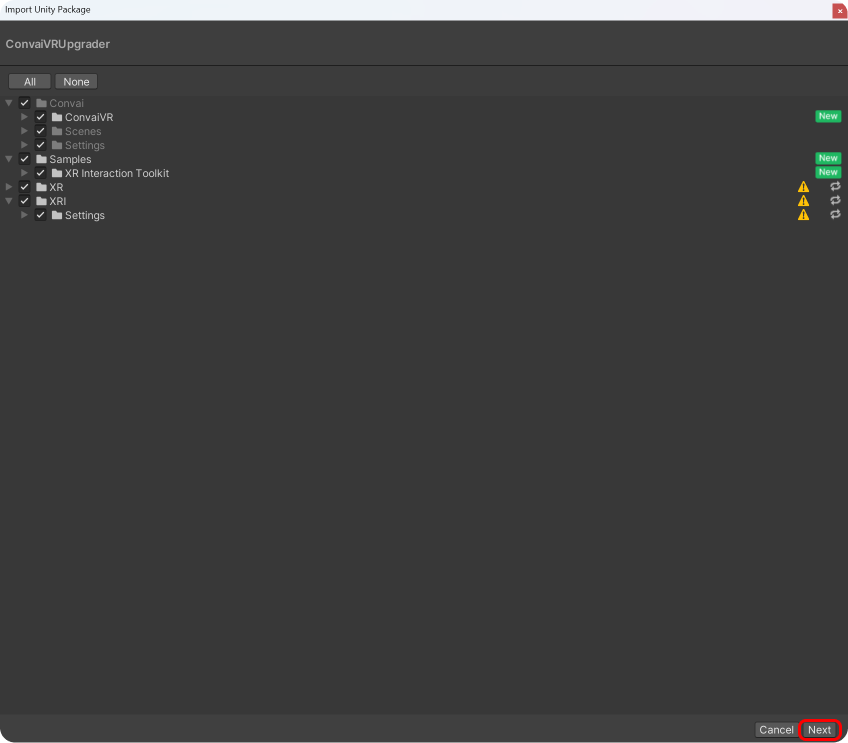 Import Unity Package
ConvaiVRUpgrader
All None
Convai
ConvaiVR New
Scenes
Settings
Samples New
XR Interaction Toolkit New
XR
XRI
Settings
Cancel Next